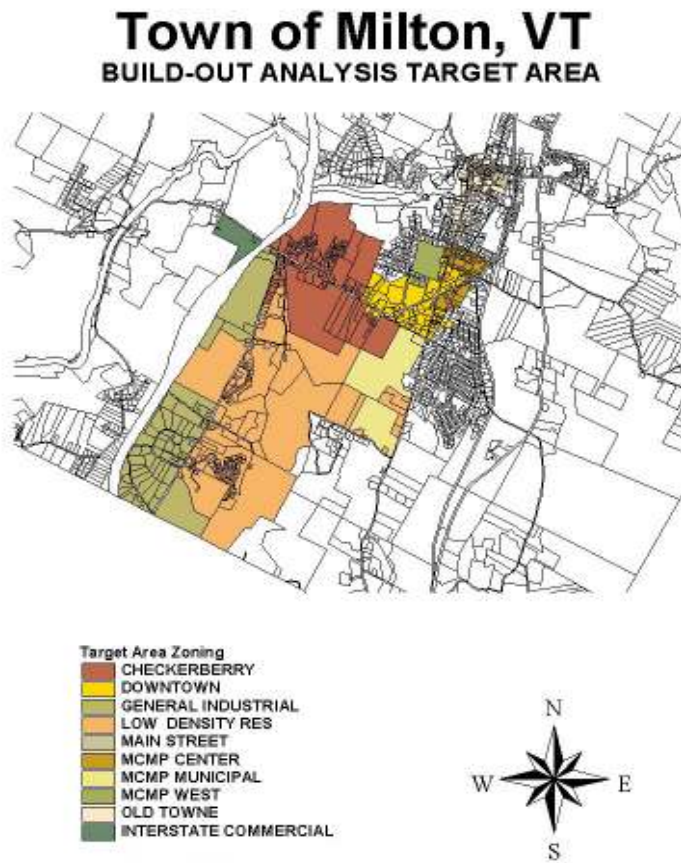 Town of Milton, VT
BUILD-OUT ANALYSIS TARGET AREA
Target Area Zoning
CHECKERBERRY
DOWNTOWN
GENERAL INDUSTRIAL
LOW DENSITY RES
MAIN STREET
MCMP CENTER
MCMP MUNICIPAL
MCMP WEST
OLD TOWNE
INTERSTATE COMMERCIAL
N
W E
S